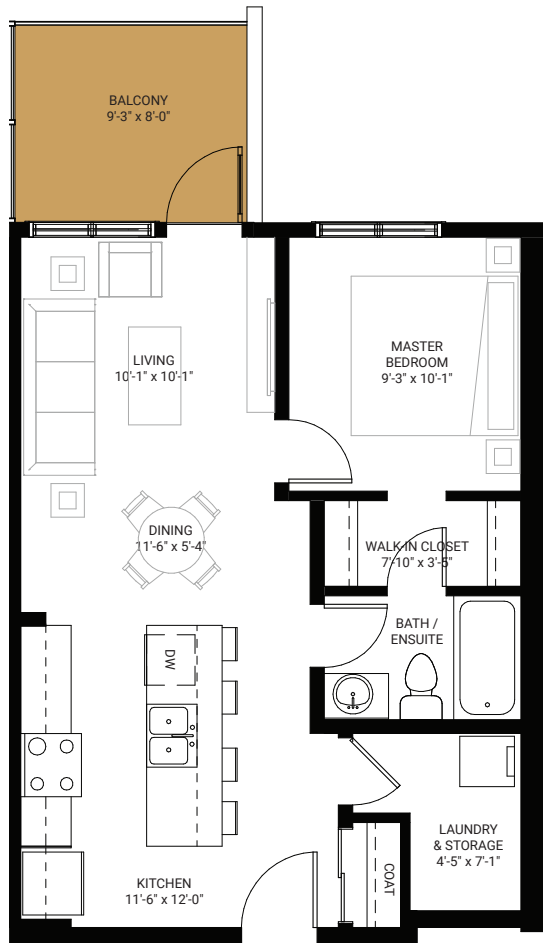 BALCONY
9'-3" x 8'-0"
LIVING
10'-1" x 10'-1"
MASTER
BEDROOM
9'-3" x 10'-1"
DINING
11'-6" x 5'-4"
WALK-IN CLOSET
7'-10" x 3'-5"
BATH /
ENSUITE
DW
LAUNDRY
& STORAGE
4'-5" x 7'-1"
COAT
KITCHEN
11'-6" x 12'-0"